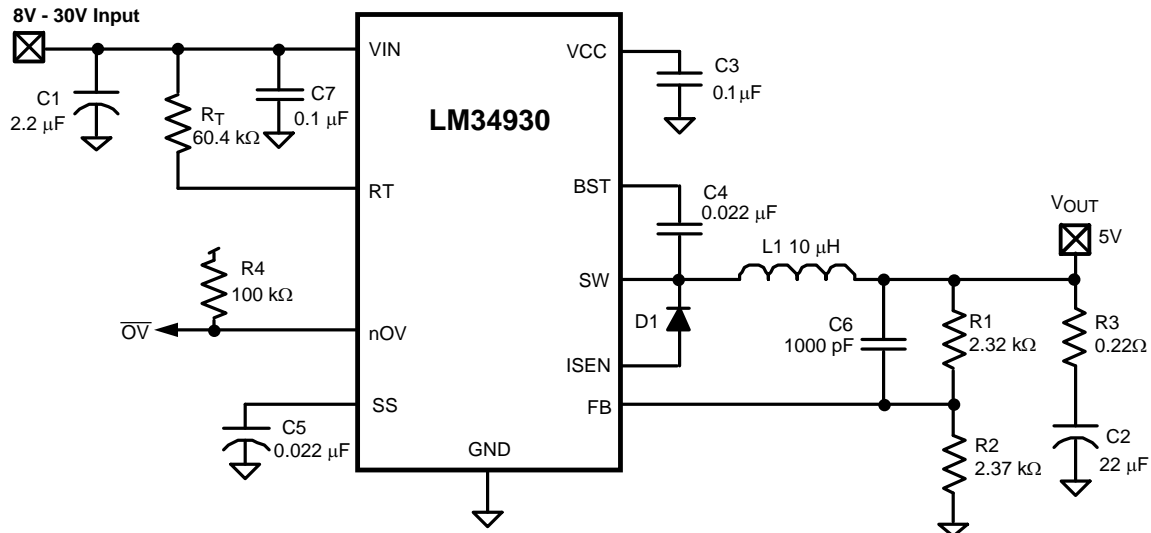 8V - 30V Input
VIN
VCC
C3
0.1 μF
C1
2.2 μF
RT
60.4 kΩ
C7
0.1 μF
LM34930
RT
BST
C4
0.022 μF
VOUT
5V
L1 10 μH
SW
R4
100 kΩ
OV
nOV
D1
C6
1000 pF
R1
2.32 kΩ
R3
0.22Ω
ISEN
SS
FB
C5
0.022 μF
GND
R2
2.37 kΩ
C2
22 μF